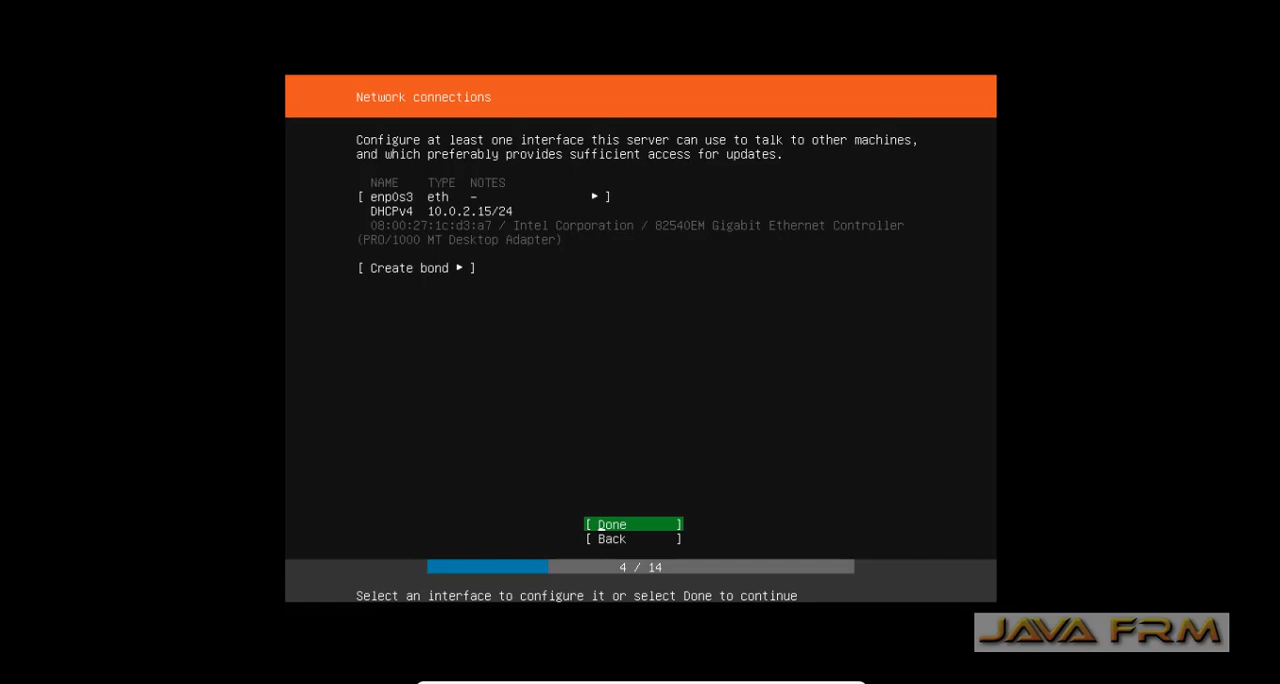 Network connections
Configure at least one interface this server can use to talk to other machines,
and which preferably provides sufficient access for updates.
NAME TYPE NOTES
[ enp0s3 eth - ▸ ]
DHCPv4 10.0.2.15/24
08:00:27:1c:d3:a7 / Intel Corporation / 82540EM Gigabit Ethernet Controller
(PRO/1000 MT Desktop Adapter)
[ Create bond ▸ ]
[ Done ]
[ Back ]
4 / 14
Select an interface to configure it or select Done to continue
JAVA FRM